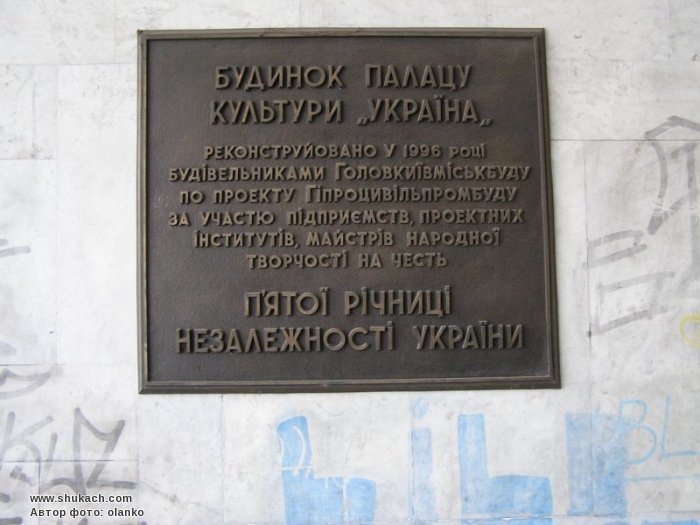 БУДИНОК ПАЛАЦУ
КУЛЬТУРИ „УКРАЇНА„
РЕКОНСТРУЙОВАНО У 1996 РОЦІ
БУДІВЕЛЬНИКАМИ ГОЛОВКИЇВМІСЬКБУДУ
ПО ПРОЕКТУ ГІПРОЦИВІЛЬПРОМБУДУ
ЗА УЧАСТЮ ПІДПРИЄМСТВ, ПРОЕКТНИХ
ІНСТИТУТІВ, МАЙСТРІВ НАРОДНОЇ
ТВОРЧОСТІ НА ЧЕСТЬ
П'ЯТОЇ РІЧНИЦІ
НЕЗАЛЕЖНОСТІ УКРАЇНИ
BL
www.shukach.com
Автор фото: olanko